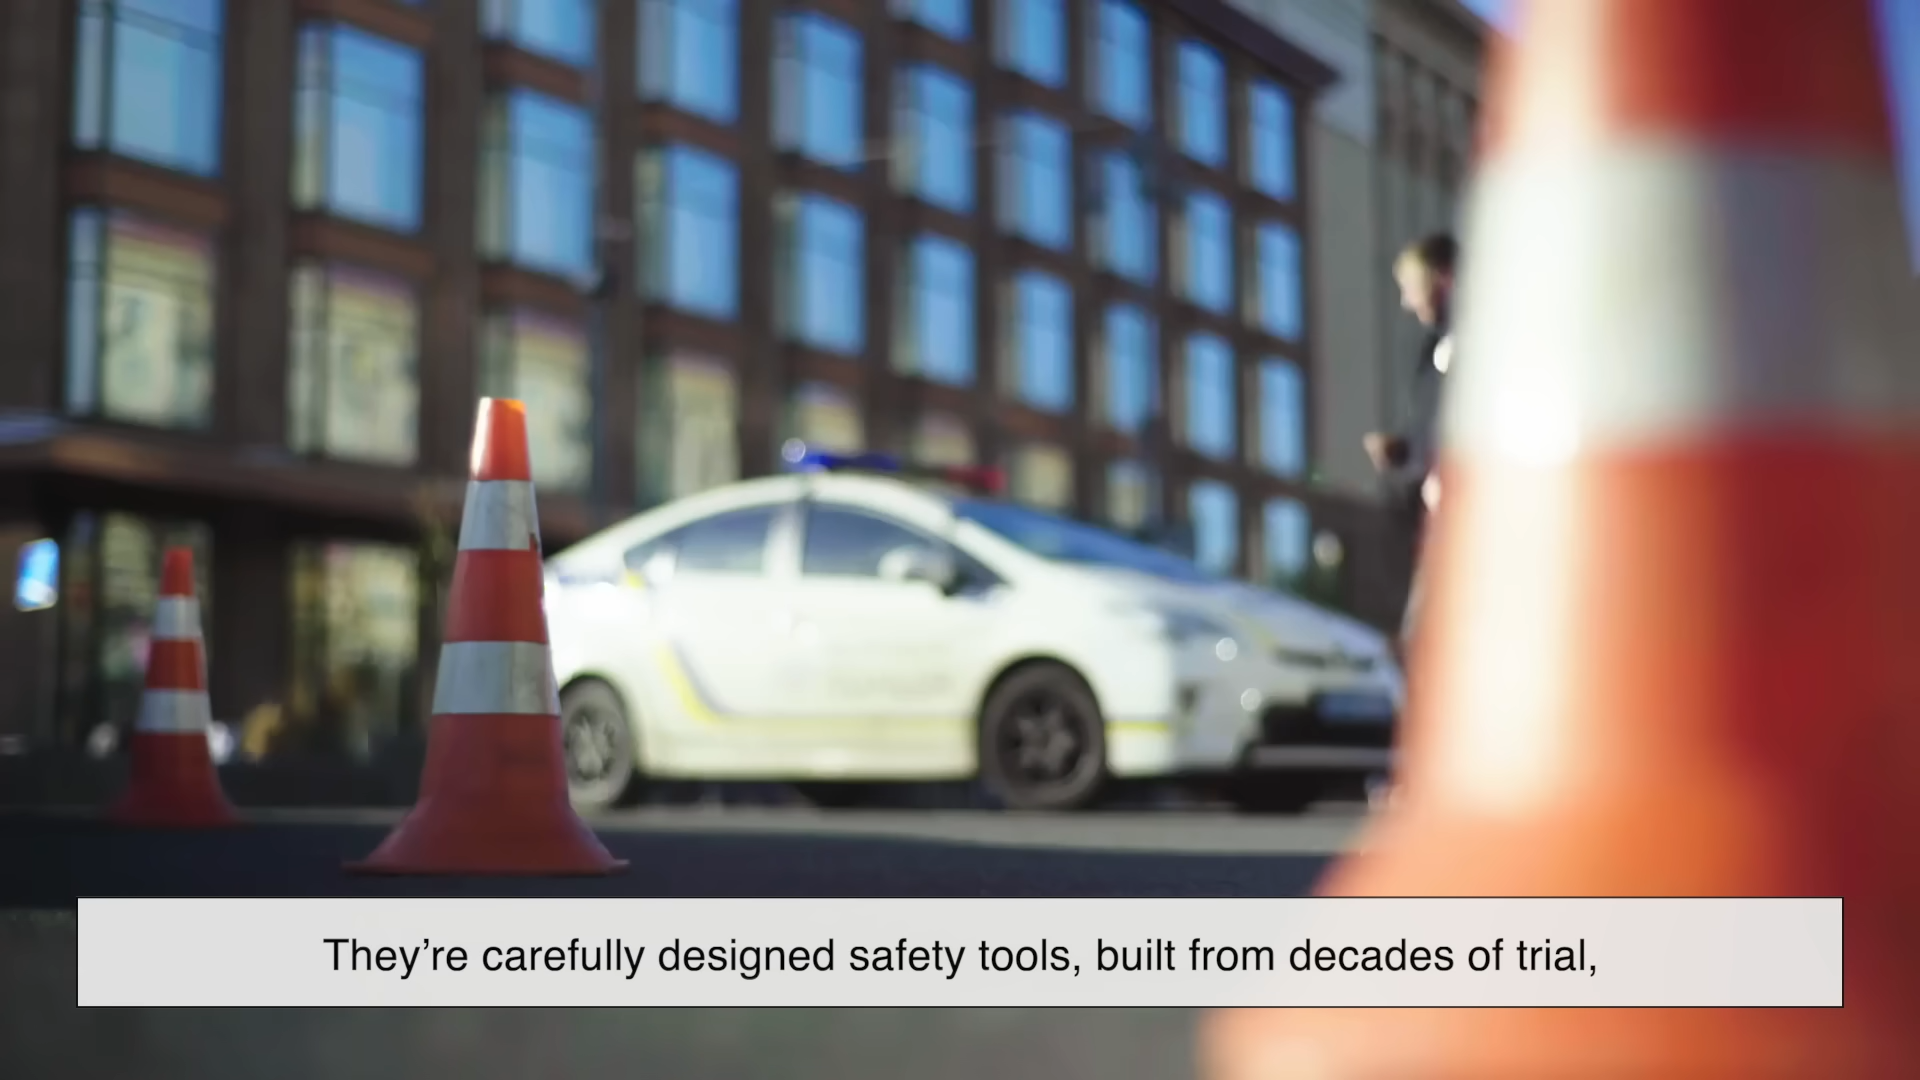 They’re carefully designed safety tools, built from decades of trial,